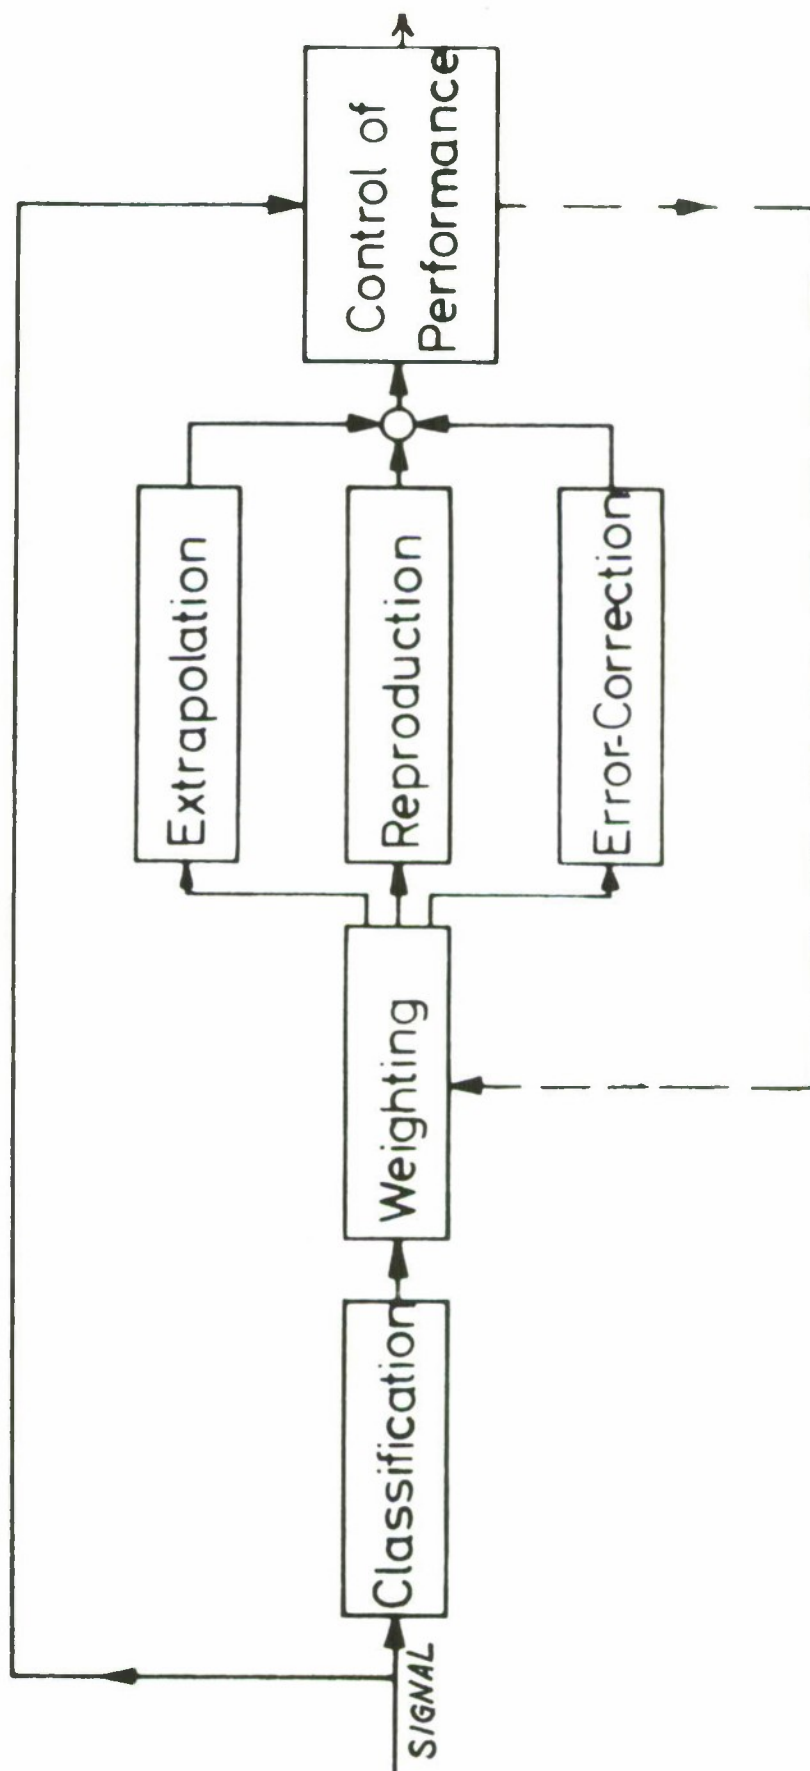 SIGNAL
Classification
Weighting
Extrapolation
Reproduction
Error-Correction
Control of
Performance